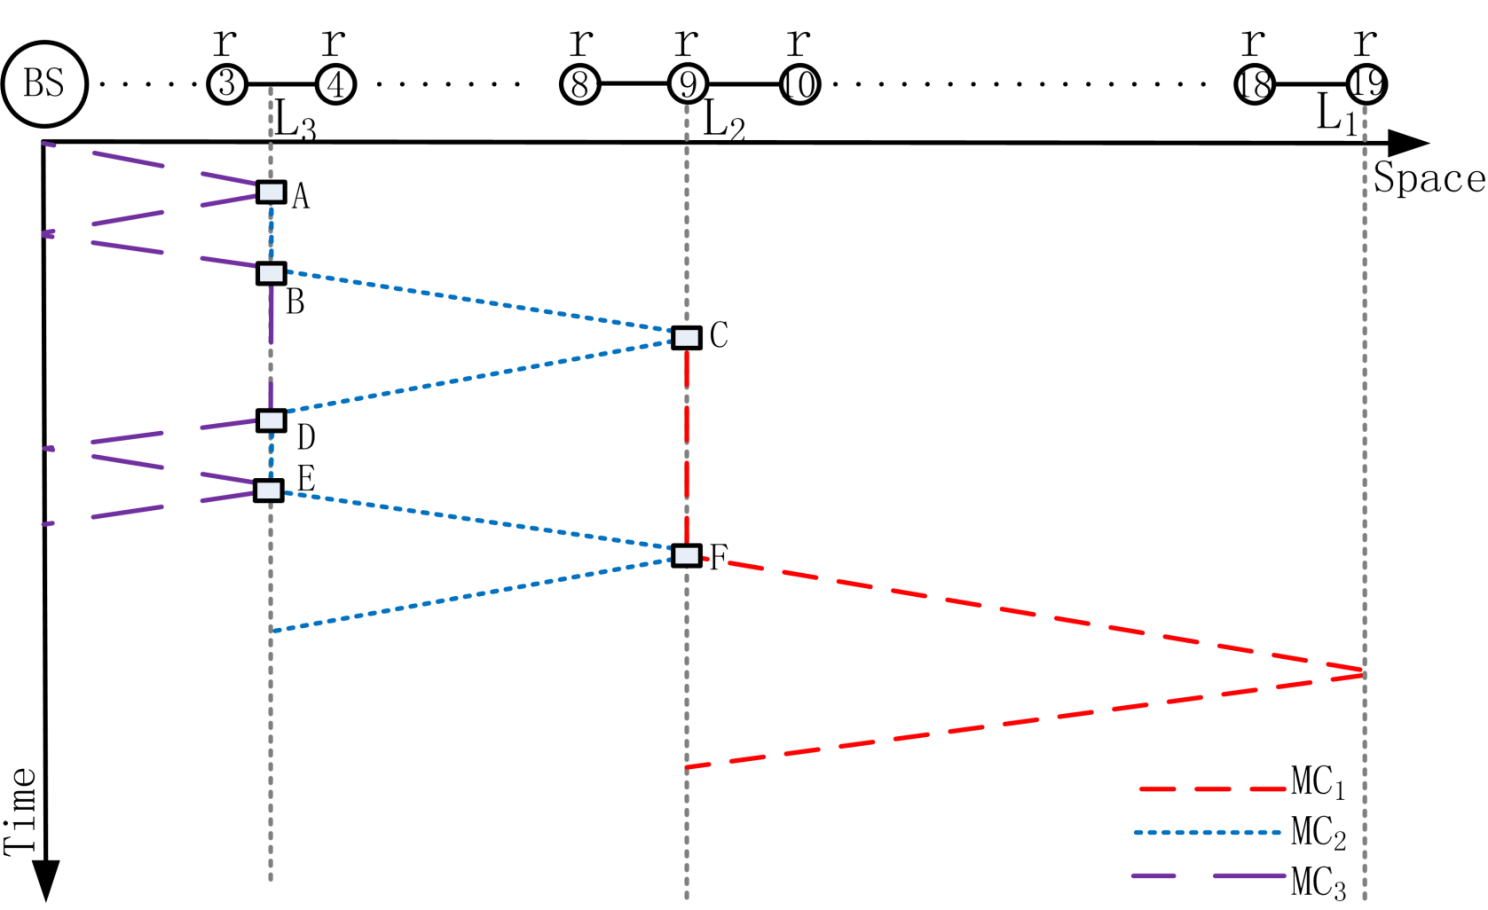 r r r r r r r
BS 3 4 8 9 10 18 19
L3 L2 L1
Space
A
B
C
D
E
F
Time
MC1
MC2
MC3